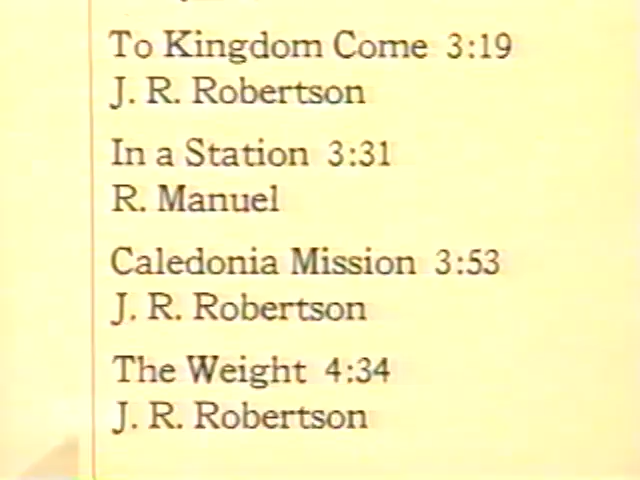 To Kingdom Come 3:19
J. R. Robertson
In a Station 3:31
R. Manuel
Caledonia Mission 3:53
J. R. Robertson
The Weight 4:34
J. R. Robertson